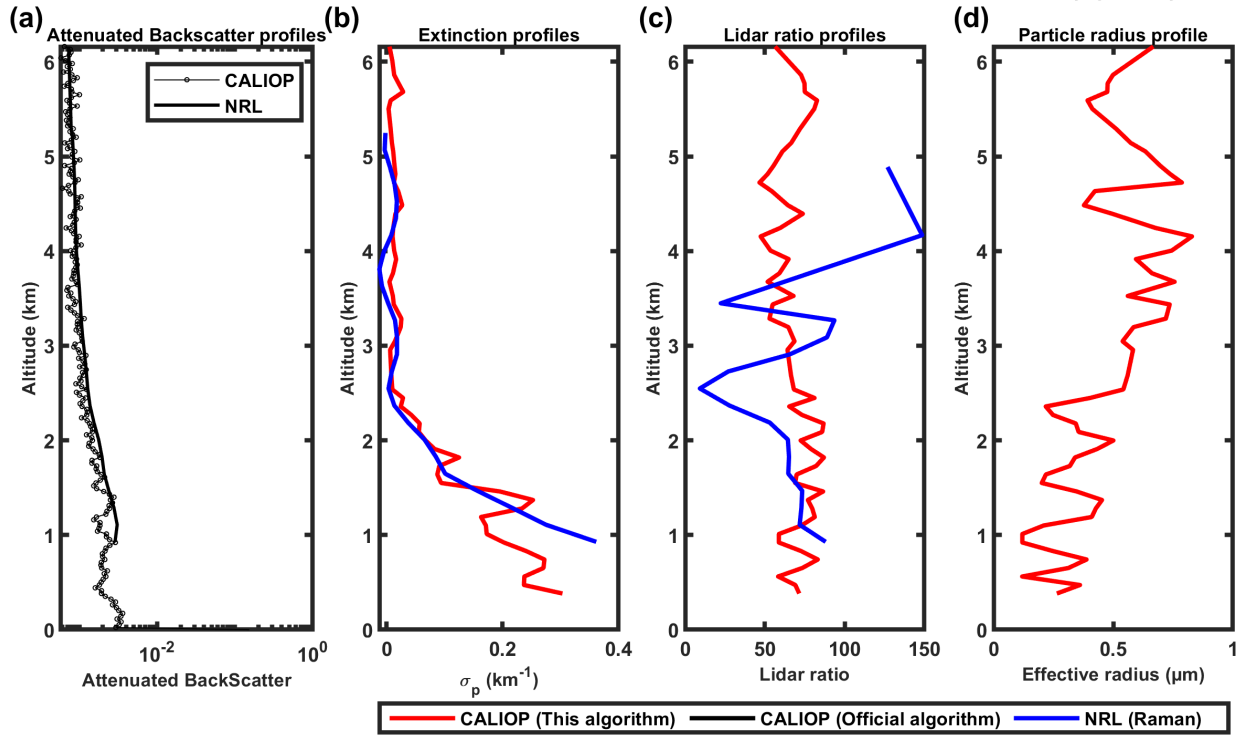 (a)
(b)
(c)
(d)
Attenuated Backscatter profiles
Extinction profiles
Lidar ratio profiles
Particle radius profile
CALIOP
NRL
6
5
4
3
2
1
0
Altitude (km)
10-2
100
Attenuated BackScatter
6
5
4
3
2
1
0
Altitude (km)
0
0.2
0.4
σp (km-1)
6
5
4
3
2
1
0
Altitude (km)
0
50
100
150
Lidar ratio
6
5
4
3
2
1
0
Altitude (km)
0
0.5
1
Effective radius (μm)
CALIOP (This algorithm)
CALIOP (Official algorithm)
NRL (Raman)